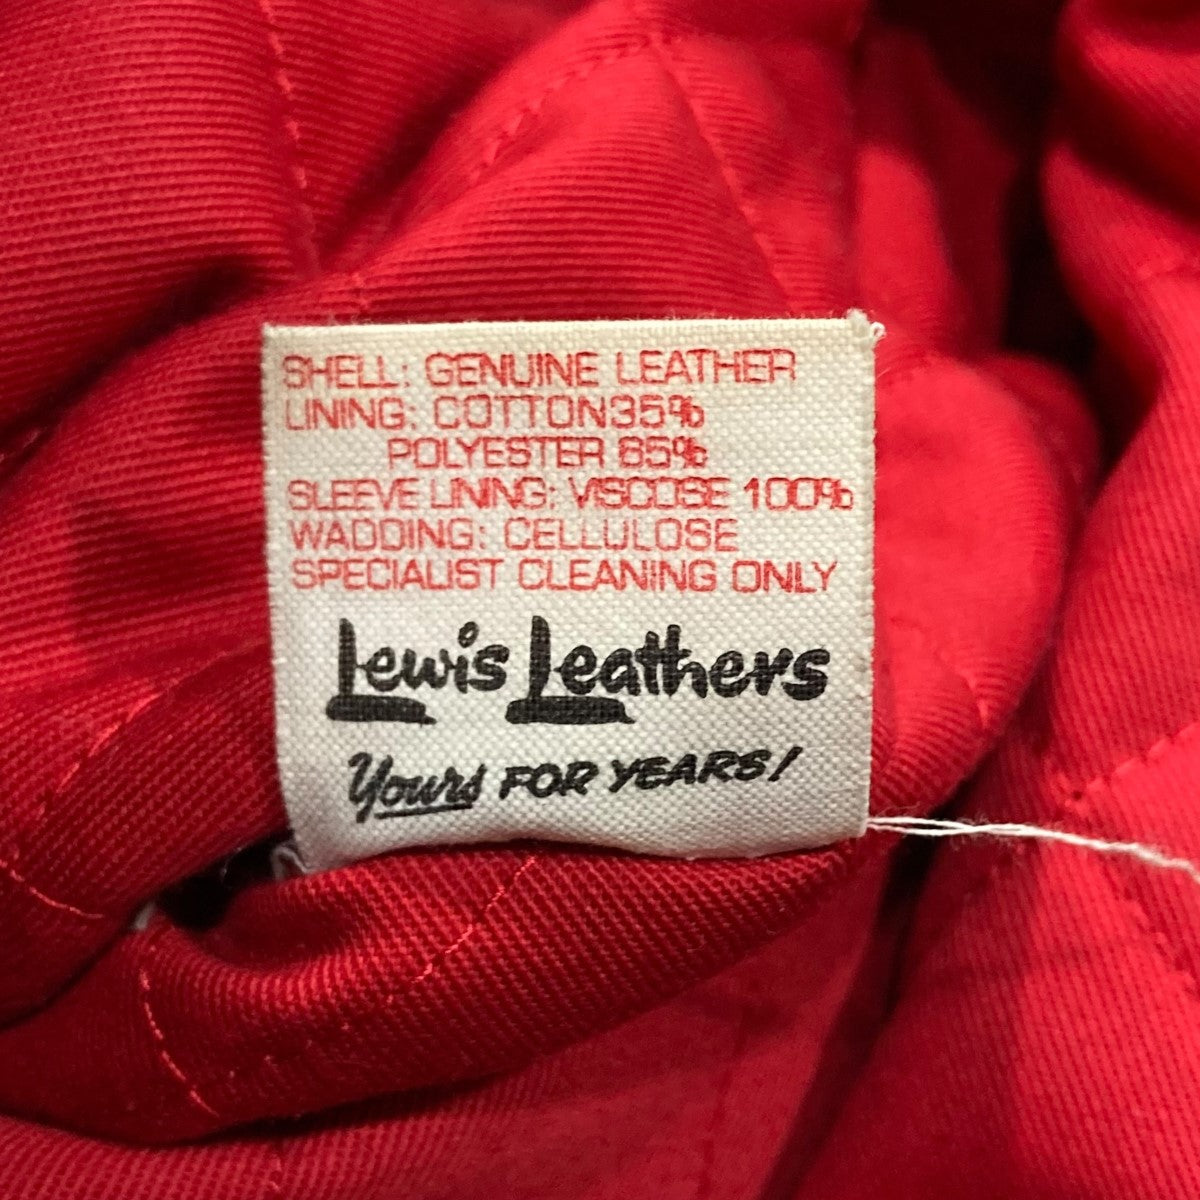 SHELL: GENUINE LEATHER
LINING: COTTON35%
POLYESTER 65%
SLEEVE LINING: VISCOSE 100%
WADDING: CELLULOSE
SPECIALIST CLEANING ONLY
Lewis Leathers
Yours FOR YEARS!